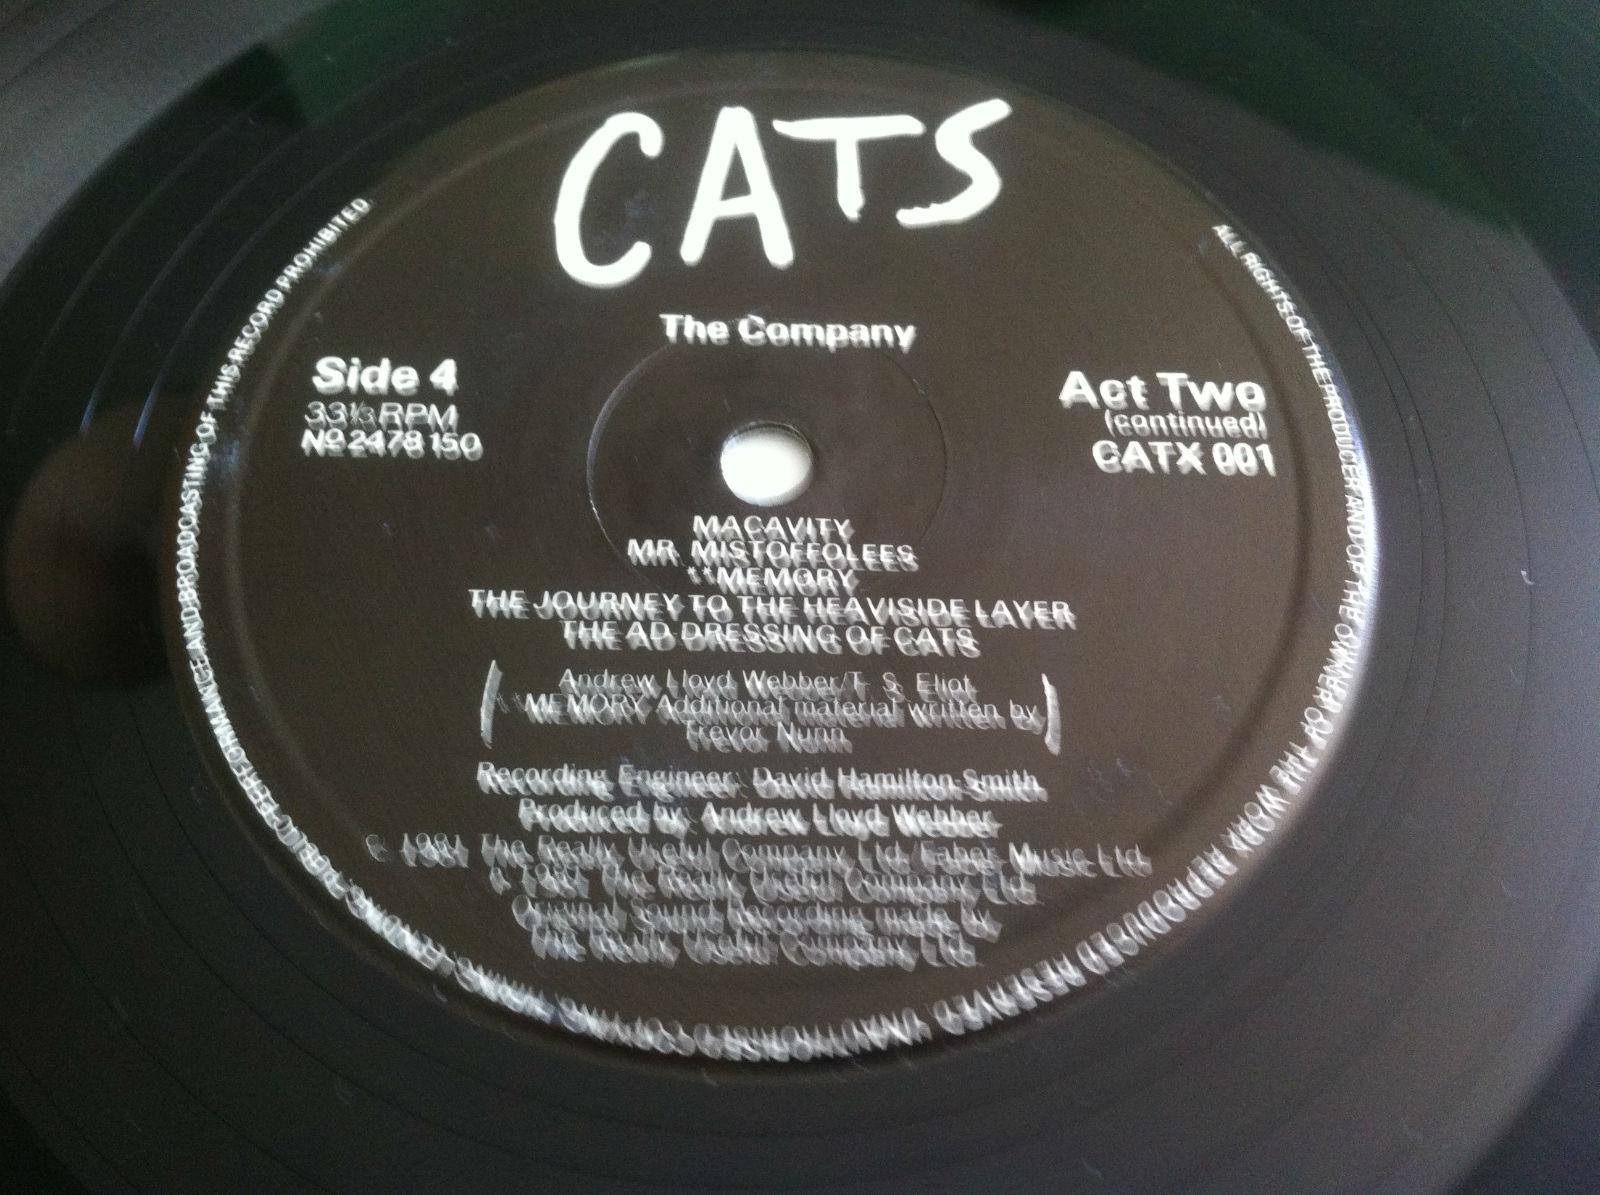 CATS
The Company
Side 4
33⅓ RPM
Nº 2478 150
Act Two
(continued)
CATX 001
MACAVITY
MR. MISTOFFOLEES
**MEMORY
THE JOURNEY TO THE HEAVISIDE LAYER
THE AD DRESSING OF CATS
Andrew Lloyd Webber/T. S. Eliot
**MEMORY Additional material written by
Trevor Nunn
Recording Engineer: David Hamilton-Smith
Produced by: Andrew Lloyd Webber
© 1981 The Really Useful Company Ltd/Faber Music Ltd.
℗ 1981 The Really Useful Company Ltd.
Original Sound Recording made by
The Really Useful Company Ltd.
ALL RIGHTS OF THE PRODUCER AND OF THE OWNER OF THE WORK REPRODUCED RESERVED UNAUTHORISED COPYING HIRING LENDING PUBLIC PERFORMANCE AND BROADCASTING OF THIS RECORD PROHIBITED